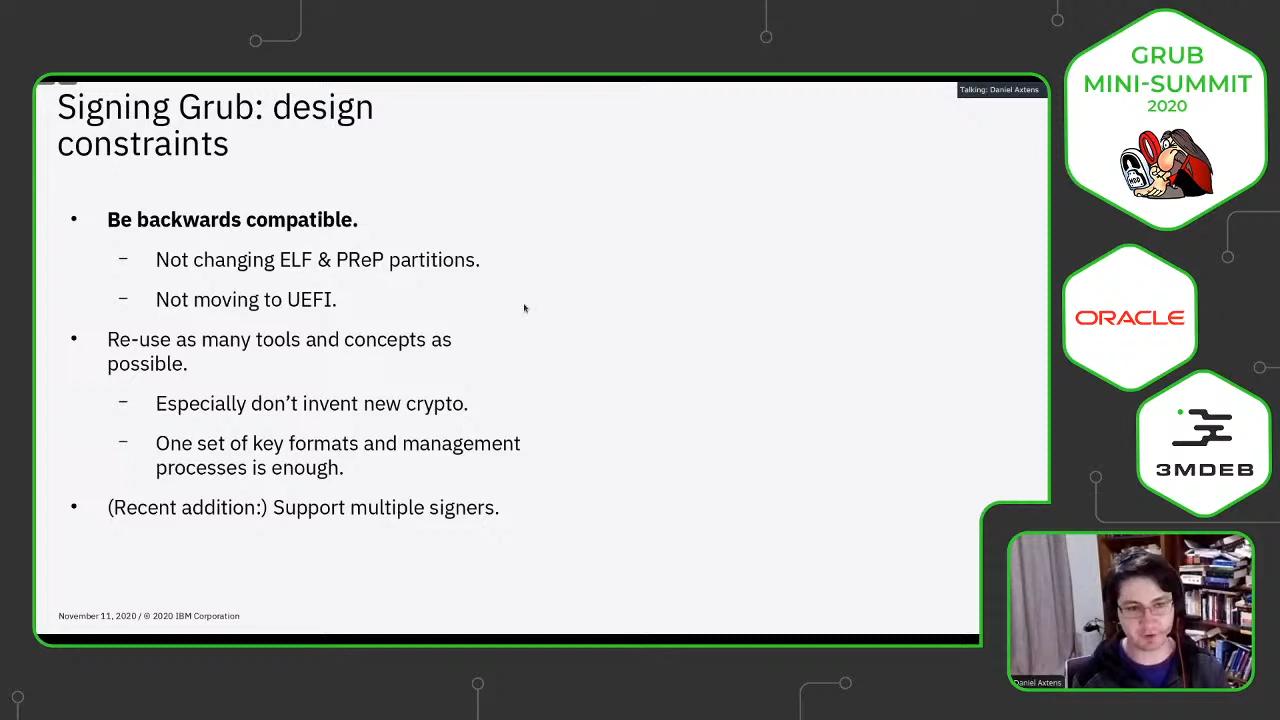 Signing Grub: design
constraints
Talking: Daniel Axtens
• Be backwards compatible.
– Not changing ELF & PReP partitions.
– Not moving to UEFI.
• Re-use as many tools and concepts as
possible.
– Especially don’t invent new crypto.
– One set of key formats and management
processes is enough.
• (Recent addition:) Support multiple signers.
November 11, 2020 / © 2020 IBM Corporation
GRUB
MINI-SUMMIT
2020
ORACLE
3MDEB
Daniel Axtens